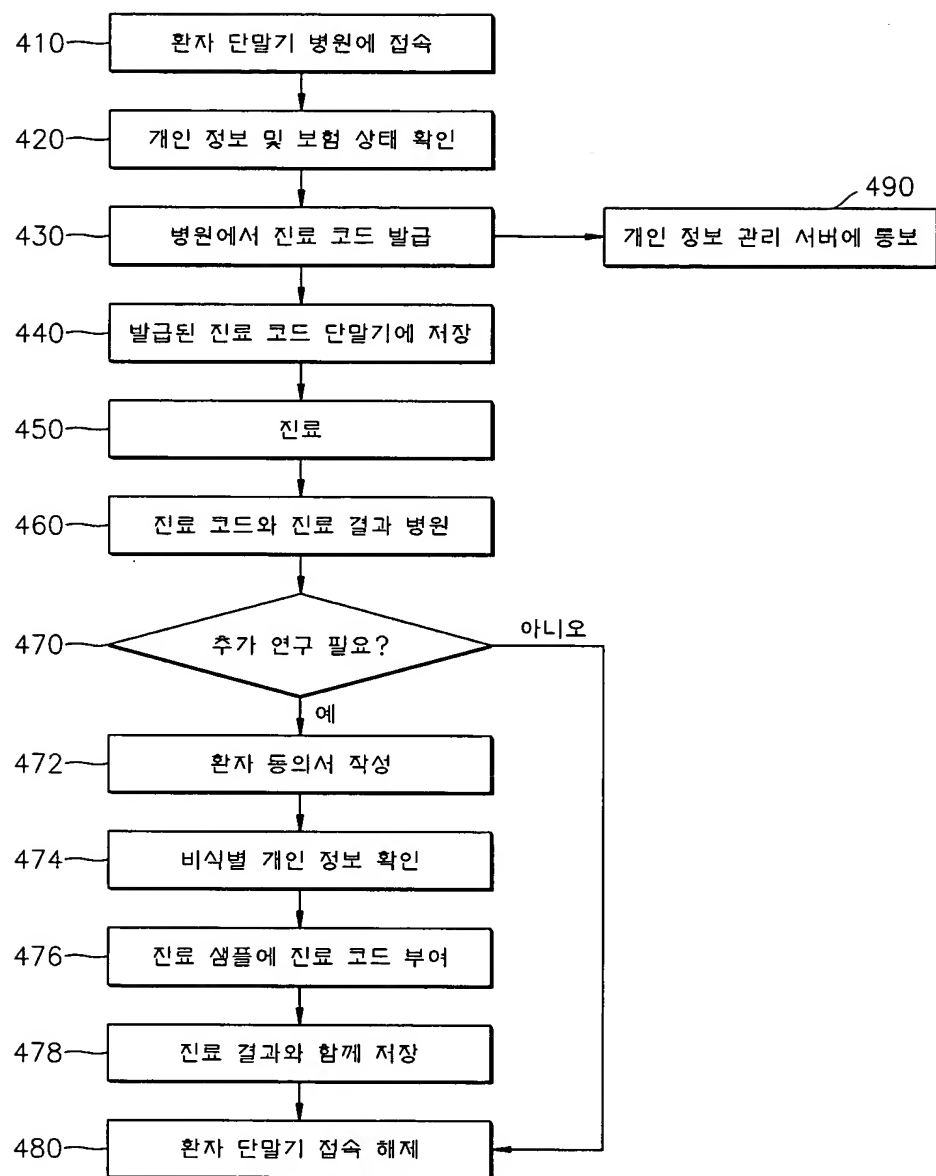 410 환자 단말기 병원에 접속
420 개인 정보 및 보험 상태 확인
490
430 병원에서 진료 코드 발급
개인 정보 관리 서버에 통보
440 발급된 진료 코드 단말기에 저장
450 진료
460 진료 코드와 진료 결과 병원
470 추가 연구 필요?
아니오
예
472 환자 동의서 작성
474 비식별 개인 정보 확인
476 진료 샘플에 진료 코드 부여
478 진료 결과와 함께 저장
480 환자 단말기 접속 해제